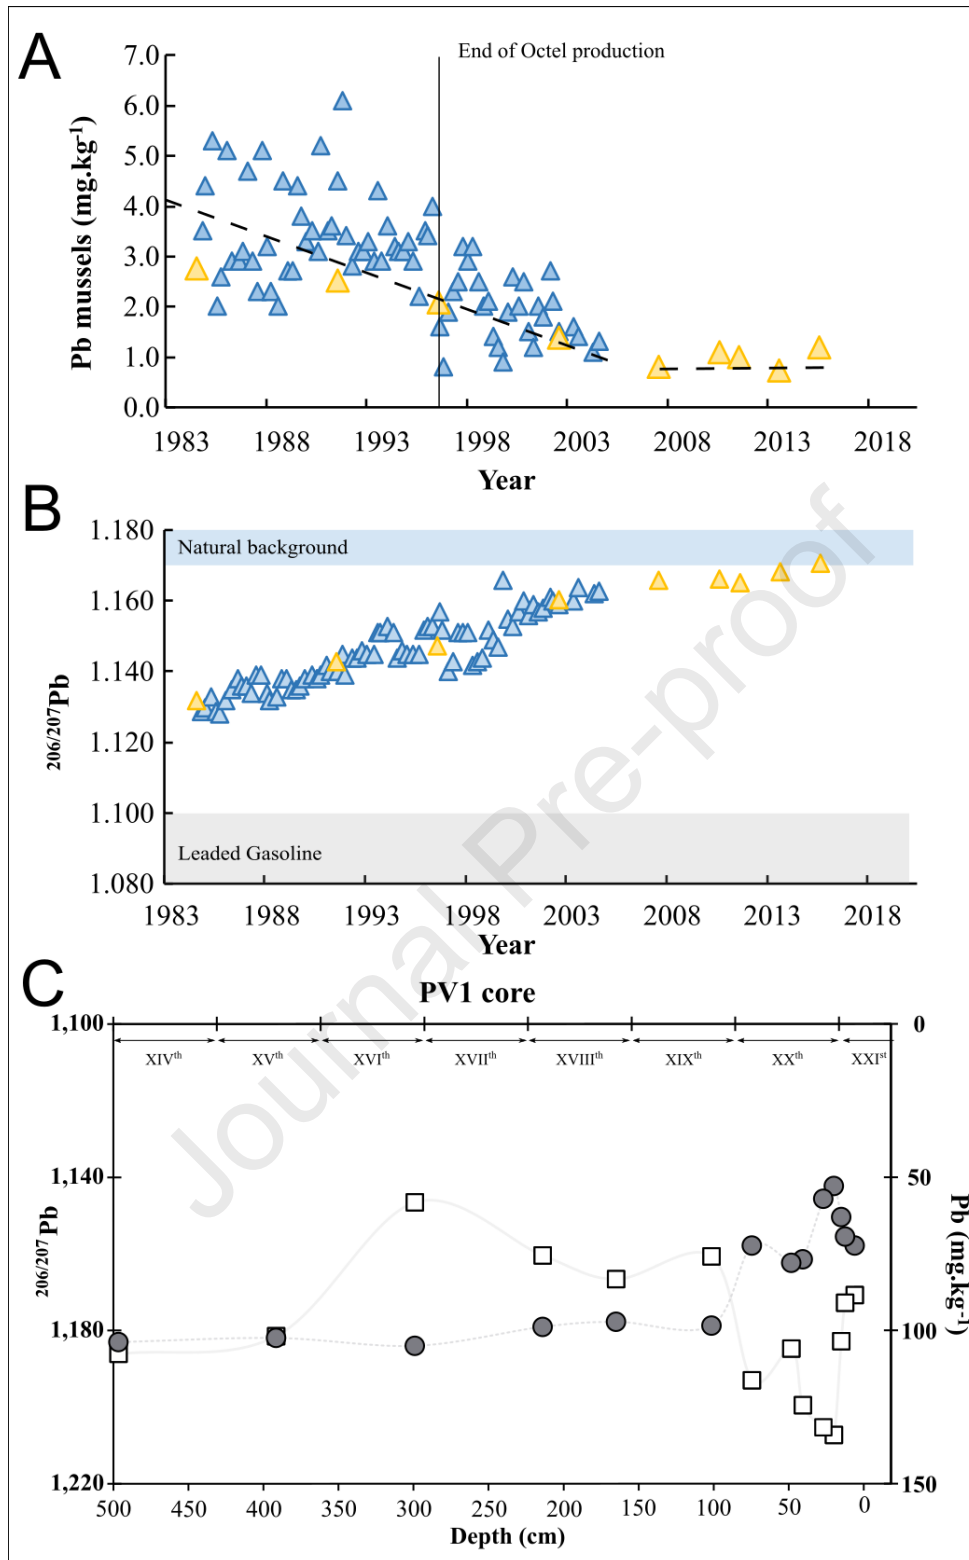 A
End of Octel production
Pb mussels (mg.kg-1)
7.0
6.0
5.0
4.0
3.0
2.0
1.0
0.0
1983 1988 1993 1998 2003 2008 2013 2018
Year
B
206/207Pb
1.180
1.160
1.140
1.120
1.100
1.080
Natural background
Leaded Gasoline
1983 1988 1993 1998 2003 2008 2013 2018
Year
Journal Pre-proof
C
PV1 core
206/207Pb
1,100
1,140
1,180
1,220
XIVth XVth XVIth XVIIth XVIIIth XIXth XXth XXIst
0
50
100
150
Pb (mg.kg-1)
500 450 400 350 300 250 200 150 100 50 0
Depth (cm)